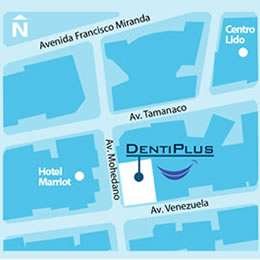 N
Avenida Francisco Miranda
Centro
Lido
Av. Tamanaco
DENTIPLUS
Av. Mohedano
Hotel
Marriot
Av. Venezuela